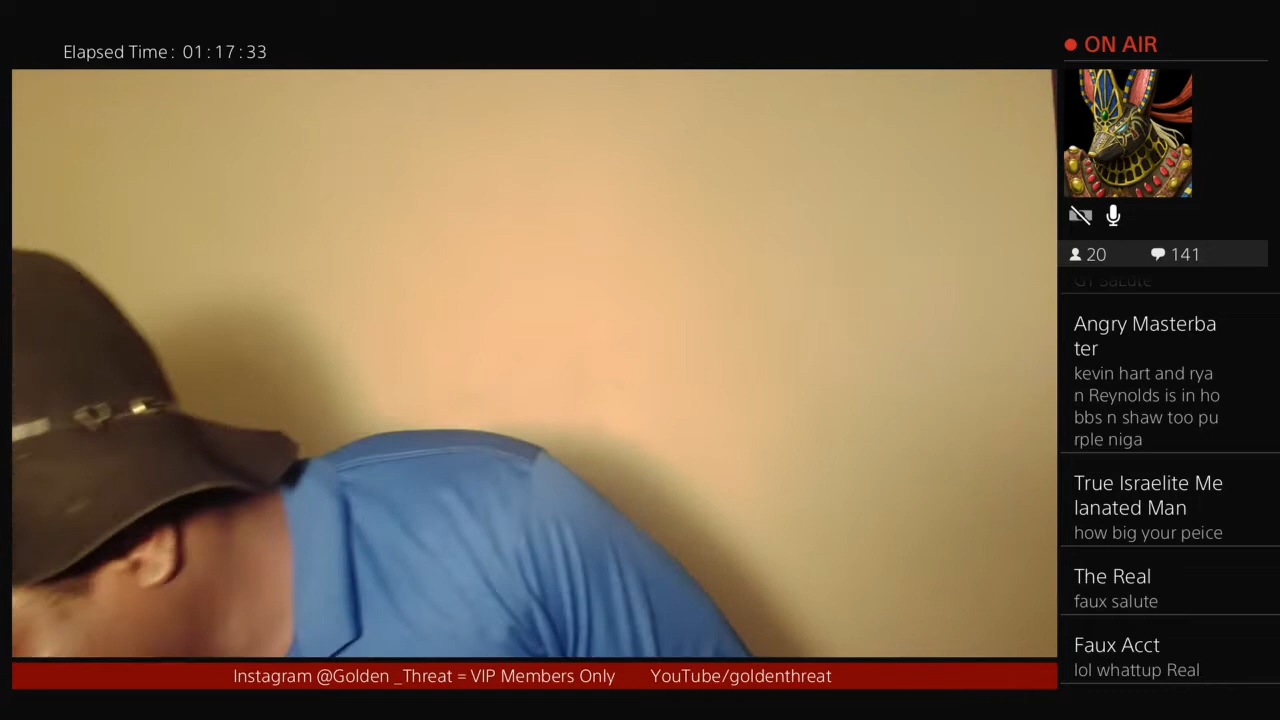 Elapsed Time: 01:17:33
ON AIR
20 141
GT SaLute
Angry Masterba
ter
kevin hart and rya
n Reynolds is in ho
bbs n shaw too pu
rple niga
True Israelite Me
lanated Man
how big your peice
The Real
faux salute
Faux Acct
lol whattup Real
Instagram @Golden _Threat = VIP Members Only YouTube/goldenthreat